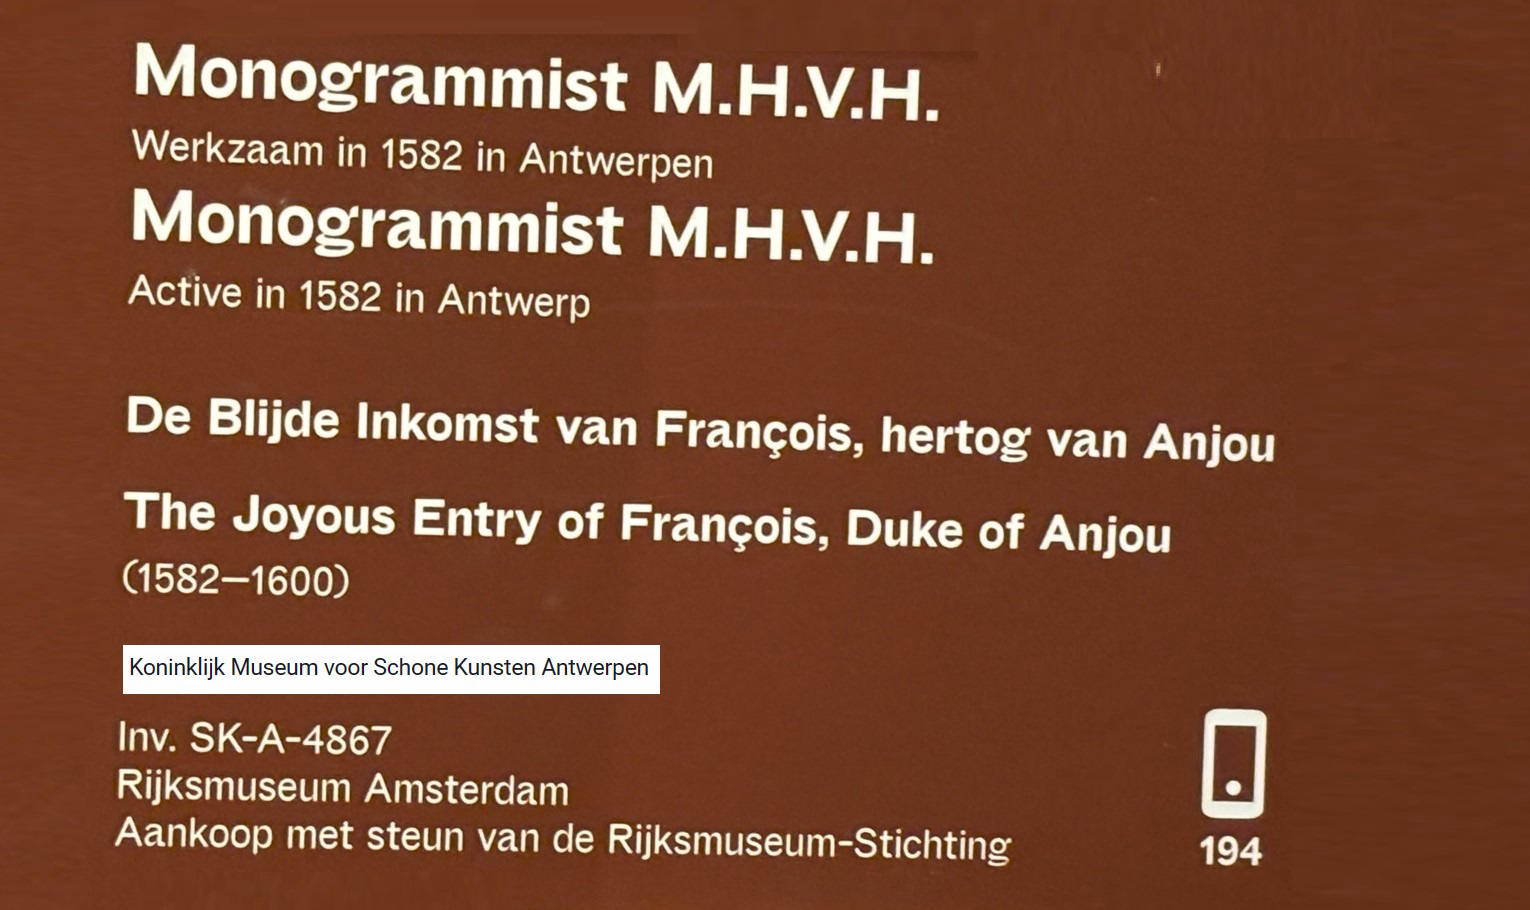 Monogrammist M.H.V.H.
Werkzaam in 1582 in Antwerpen
Monogrammist M.H.V.H.
Active in 1582 in Antwerp
De Blijde Inkomst van François, hertog van Anjou
The Joyous Entry of François, Duke of Anjou
(1582–1600)
Koninklijk Museum voor Schone Kunsten Antwerpen
Inv. SK-A-4867
Rijksmuseum Amsterdam
Aankoop met steun van de Rijksmuseum-Stichting
194